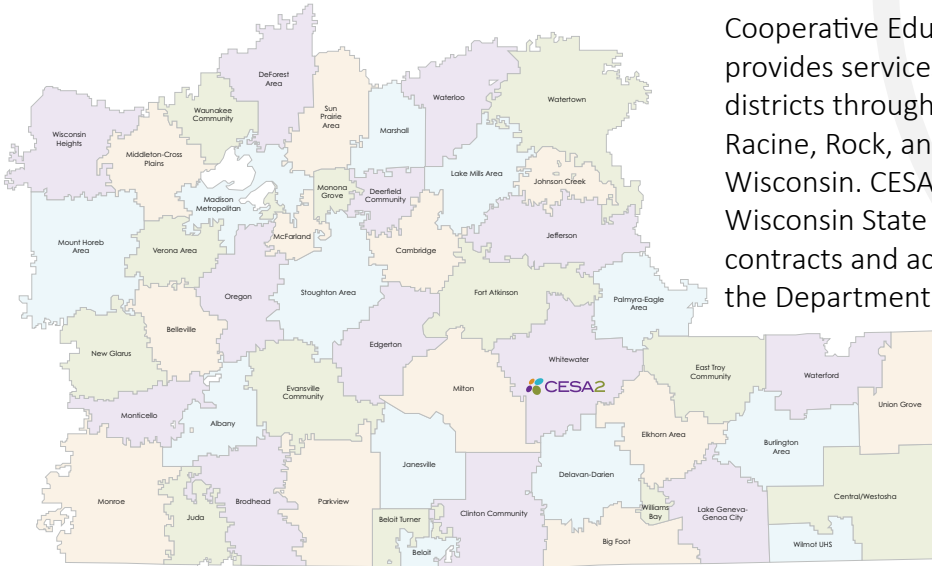 Cooperative Edu
provides service
districts through
Racine, Rock, an
Wisconsin. CESA
Wisconsin State
contracts and ac
the Department
DeForest
Area
Waunakee
Community
Sun
Prairie
Area
Waterloo
Watertown
Wisconsin
Heights
Marshall
Middleton-Cross
Plains
Lake Mills Area
Johnson Creek
Monona
Grove
Deerfield
Community
Madison
Metropolitan
McFarland
Jefferson
Mount Horeb
Area
Verona Area
Cambridge
Oregon
Stoughton Area
Fort Atkinson
Palmyra-Eagle
Area
Belleville
New Glarus
Edgerton
Whitewater
CESA2
East Troy
Community
Waterford
Evansville
Community
Milton
Union Grove
Monticello
Albany
Elkhorn Area
Burlington
Area
Janesville
Delavan-Darien
Monroe
Juda
Brodhead
Parkview
Beloit Turner
Beloit
Clinton Community
Williams
Bay
Lake Geneva-
Genoa City
Central/Westosha
Big Foot
Wilmot UHS